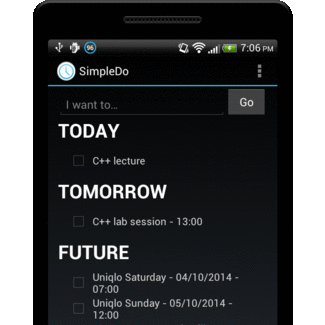 96
7:06 PM
SimpleDo
I want to...
Go
TODAY
C++ lecture
TOMORROW
C++ lab session - 13:00
FUTURE
Uniqlo Saturday - 04/10/2014 -
07:00
Uniqlo Sunday - 05/10/2014 -
12:00